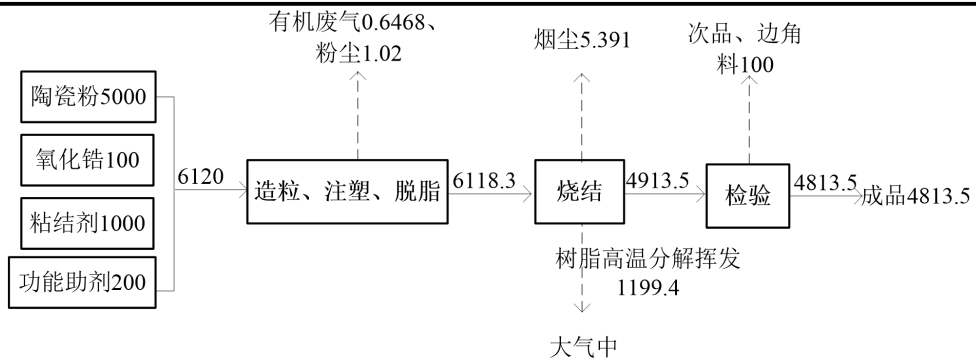 有机废气0.6468、
粉尘1.02
烟尘5.391
次品、边角
料100
陶瓷粉5000
氧化锆100
粘结剂1000
功能助剂200
6120
造粒、注塑、脱脂
6118.3
烧结
4913.5
检验
4813.5
成品4813.5
树脂高温分解挥发
1199.4
大气中